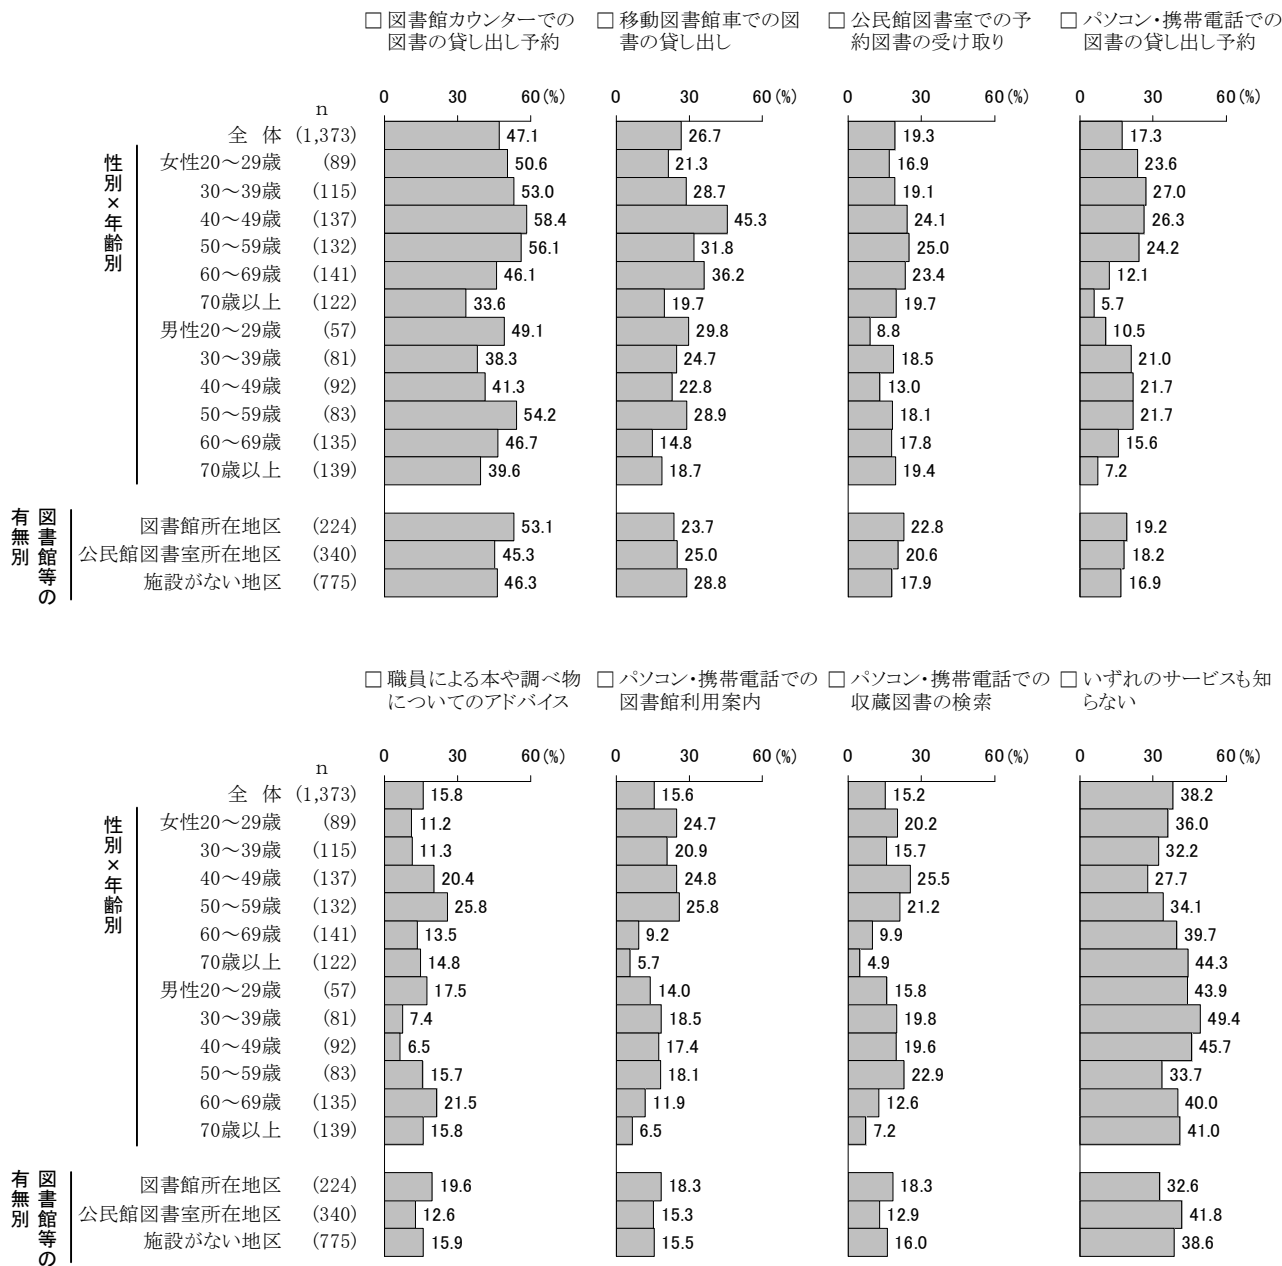 □ 図書館カウンターでの □ 移動図書館車での図 □ 公民館図書室での予 □ パソコン・携帯電話での
図書の貸し出し予約 書の貸し出し 約図書の受け取り 図書の貸し出し予約
0 30 60(%) 0 30 60(%) 0 30 60(%) 0 30 60(%)
n
全 体 (1,373) 47.1 26.7 19.3 17.3
性別×年齢別
女性20～29歳 (89) 50.6 21.3 16.9 23.6
30～39歳 (115) 53.0 28.7 19.1 27.0
40～49歳 (137) 58.4 45.3 24.1 26.3
50～59歳 (132) 56.1 31.8 25.0 24.2
60～69歳 (141) 46.1 36.2 23.4 12.1
70歳以上 (122) 33.6 19.7 19.7 5.7
男性20～29歳 (57) 49.1 29.8 8.8 10.5
30～39歳 (81) 38.3 24.7 18.5 21.0
40～49歳 (92) 41.3 22.8 13.0 21.7
50～59歳 (83) 54.2 28.9 18.1 21.7
60～69歳 (135) 46.7 14.8 17.8 15.6
70歳以上 (139) 39.6 18.7 19.4 7.2
図書館等の
有無別
図書館所在地区 (224) 53.1 23.7 22.8 19.2
公民館図書室所在地区 (340) 45.3 25.0 20.6 18.2
施設がない地区 (775) 46.3 28.8 17.9 16.9
□ 職員による本や調べ物 □ パソコン・携帯電話での □ パソコン・携帯電話での □ いずれのサービスも知
についてのアドバイス 図書館利用案内 収蔵図書の検索 らない
0 30 60(%) 0 30 60(%) 0 30 60(%) 0 30 60(%)
n
全 体 (1,373) 15.8 15.6 15.2 38.2
性別×年齢別
女性20～29歳 (89) 11.2 24.7 20.2 36.0
30～39歳 (115) 11.3 20.9 15.7 32.2
40～49歳 (137) 20.4 24.8 25.5 27.7
50～59歳 (132) 25.8 25.8 21.2 34.1
60～69歳 (141) 13.5 9.2 9.9 39.7
70歳以上 (122) 14.8 5.7 4.9 44.3
男性20～29歳 (57) 17.5 14.0 15.8 43.9
30～39歳 (81) 7.4 18.5 19.8 49.4
40～49歳 (92) 6.5 17.4 19.6 45.7
50～59歳 (83) 15.7 18.1 22.9 33.7
60～69歳 (135) 21.5 11.9 12.6 40.0
70歳以上 (139) 15.8 6.5 7.2 41.0
図書館等の
有無別
図書館所在地区 (224) 19.6 18.3 18.3 32.6
公民館図書室所在地区 (340) 12.6 15.3 12.9 41.8
施設がない地区 (775) 15.9 15.5 16.0 38.6